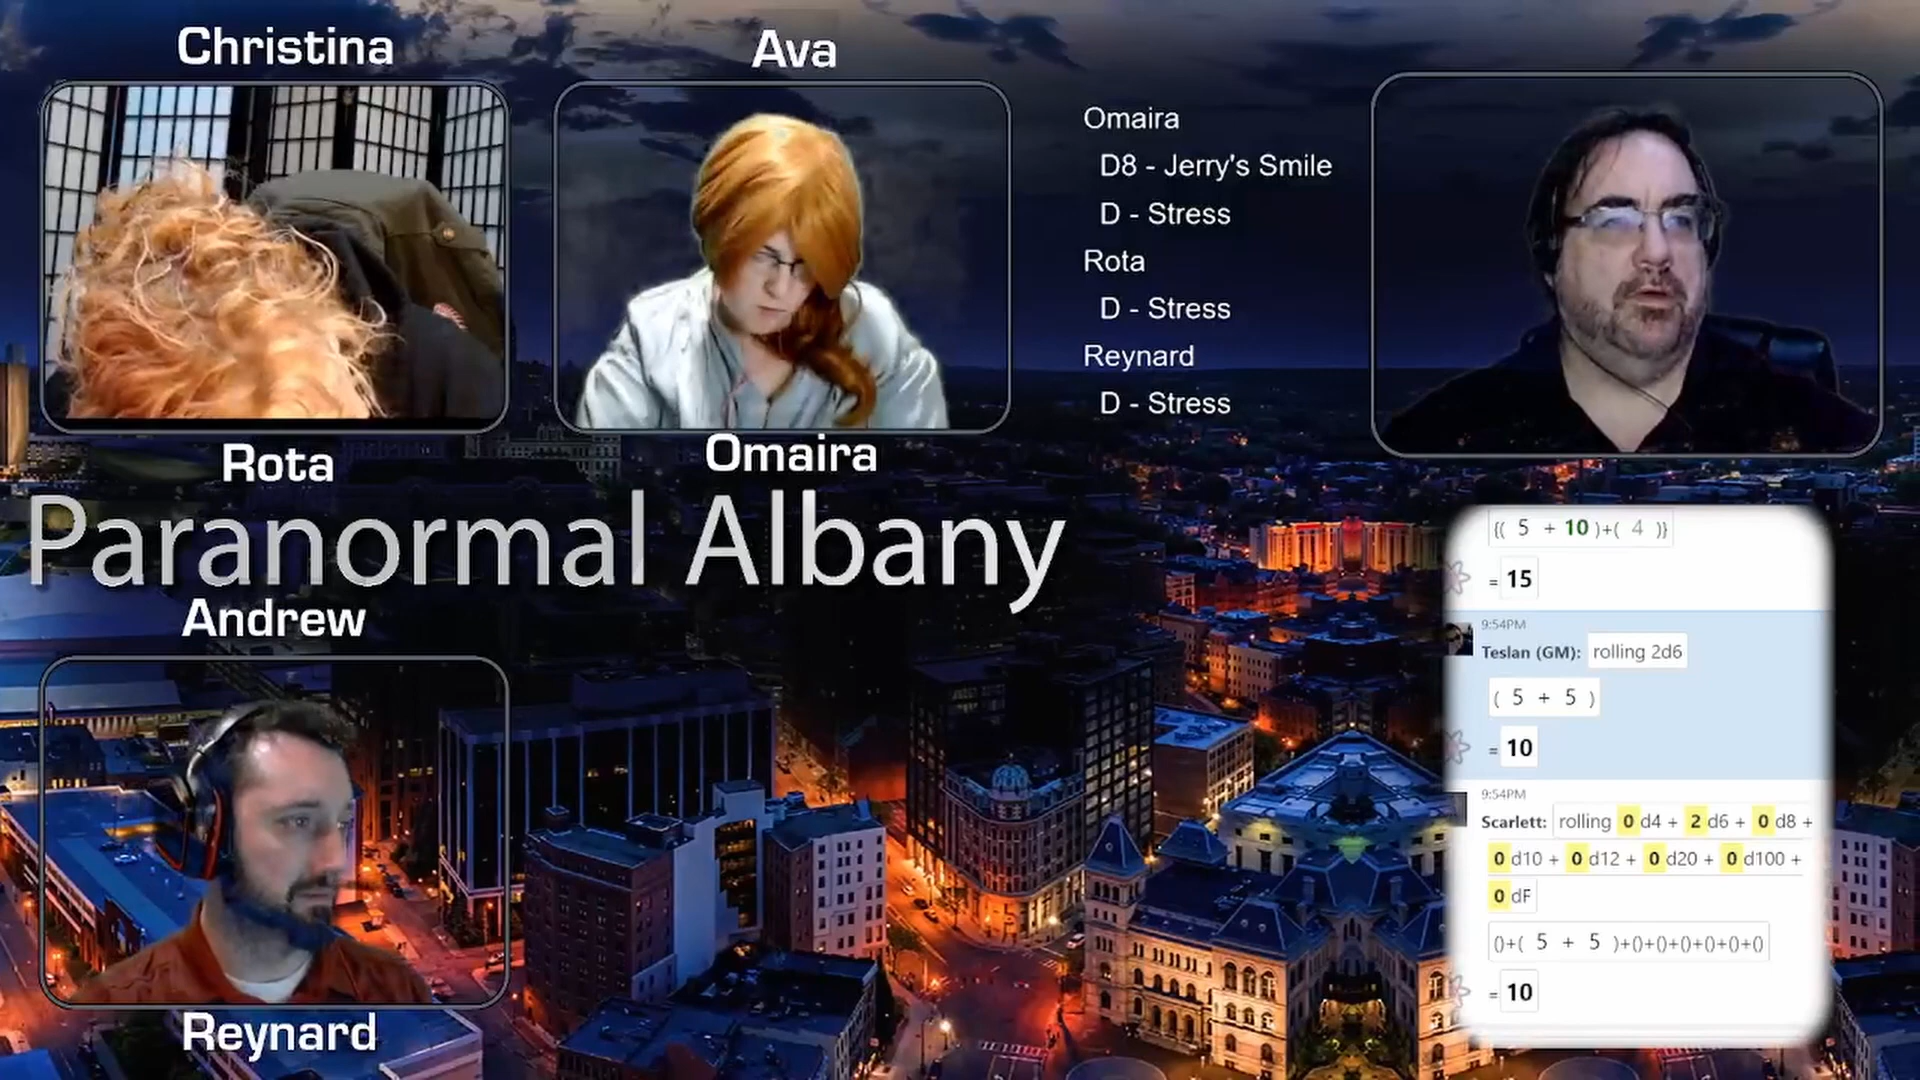 Christina
Ava
Omaira
D8 - Jerry's Smile
D - Stress
Rota
D - Stress
Reynard
D - Stress
Rota
Omaira
Paranormal Albany
Andrew
Reynard
{( 5 + 10 )+( 4 )}
= 15
9:54PM
Teslan (GM): rolling 2d6
( 5 + 5 )
= 10
9:54PM
Scarlett: rolling 0 d4 + 2 d6 + 0 d8 +
0 d10 + 0 d12 + 0 d20 + 0 d100 +
0 dF
()+( 5 + 5 )+()+()+()+()+()+()
= 10